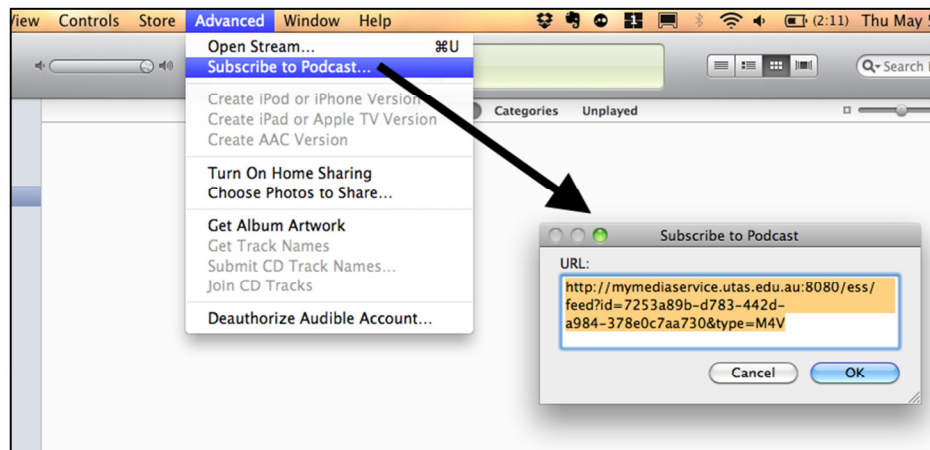 View Controls Store Advanced Window Help (2:11) Thu May
Open Stream... ⌘U
Subscribe to Podcast...
Search
Create iPod or iPhone Version
Create iPad or Apple TV Version
Create AAC Version
Categories Unplayed
Turn On Home Sharing
Choose Photos to Share...
Get Album Artwork
Get Track Names
Submit CD Track Names...
Join CD Tracks
Deauthorize Audible Account...
Subscribe to Podcast
URL:
http://mymediaservice.utas.edu.au:8080/ess/
feed?id=7253a89b-d783-442d-
a984-378e0c7aa730&type=M4V
Cancel OK